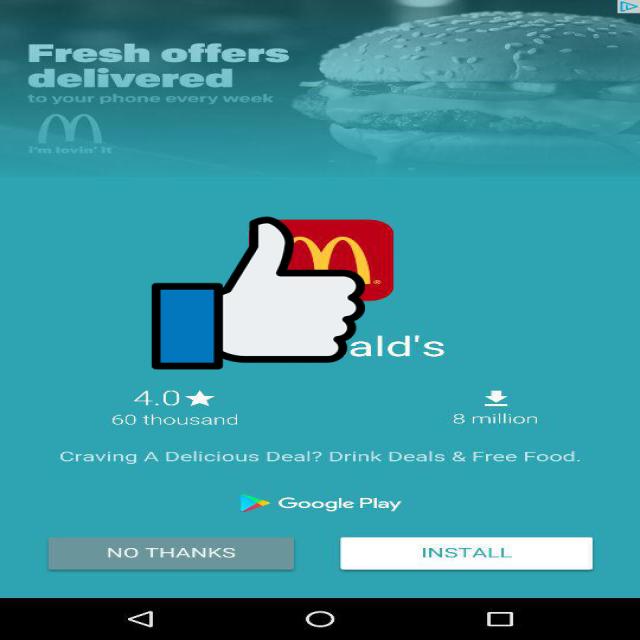 Fresh offers
delivered
to your phone every week
i'm lovin' it
ald's
4.0
60 thousand
8 million
Craving A Delicious Deal? Drink Deals & Free Food.
Google Play
NO THANKS
INSTALL